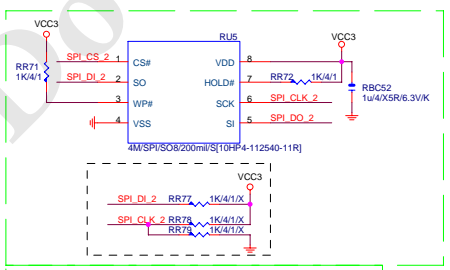 VCC3
RU5
VCC3
RR71
1K/4/1
SPI_CS_2 1 CS# VDD 8
SPI_DI_2 2 SO HOLD# 7 RR72 1K/4/1
3 WP# SCK 6 SPI_CLK_2
4 VSS SI 5 SPI_DO_2
RBC52
1u/4/X5R/6.3V/K
4M/SPI/SO8/200mil/S[10HP4-112540-11R]
VCC3
SPI_DI_2 RR77 1K/4/1/X
SPI_CLK_2 RR78 1K/4/1/X
RR79 1K/4/1/X